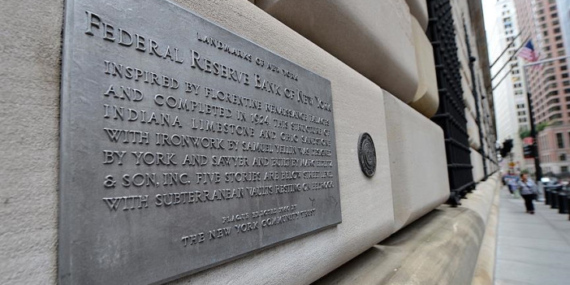 LANDMARKS OF NEW YORK
FEDERAL RESERVE BANK OF NEW YORK
INSPIRED BY FLORENTINE RENAISSANCE PALACES
AND COMPLETED IN 1924, THIS STRUCTURE OF
INDIANA LIMESTONE AND OHIO SANDSTONE
WITH IRONWORK BY SAMUEL YELLIN WAS DESIGNED
BY YORK AND SAWYER AND BUILT BY MARC EIDLITZ
& SON, INC. FIVE STORIES ARE BELOW STREET LEVEL
WITH SUBTERRANEAN VAULTS RESTING ON BEDROCK
PLAQUE
THE NEW YORK COMMUNITY TRUST